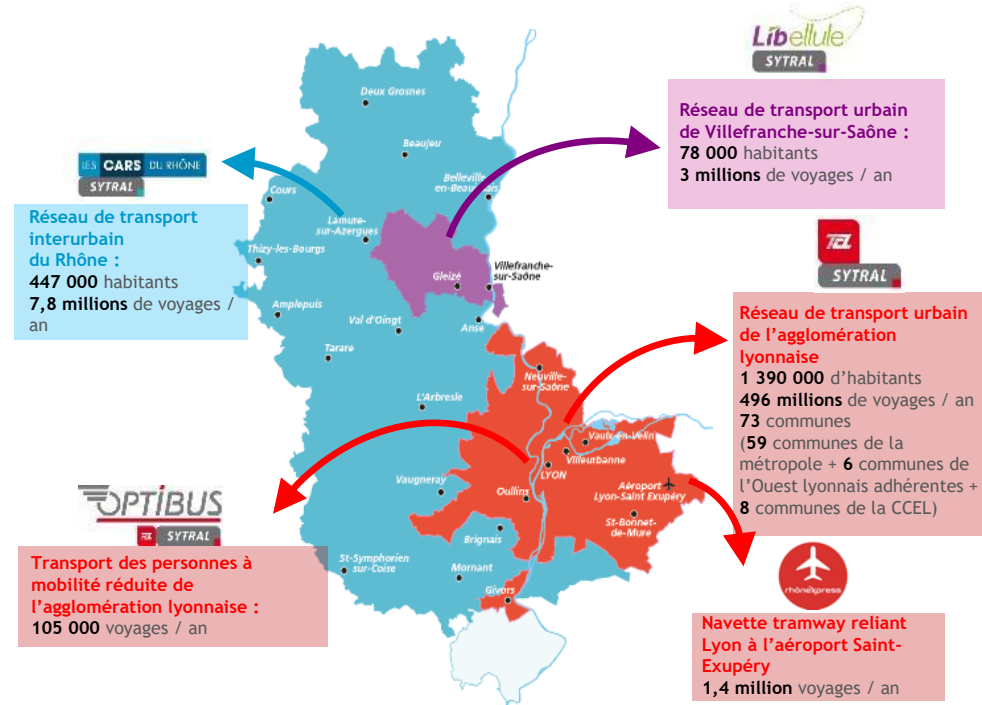 Libellule
SYTRAL
Réseau de transport urbain
de Villefranche-sur-Saône :
78 000 habitants
3 millions de voyages / an
LES CARS DU RHÔNE
SYTRAL
Réseau de transport
interurbain
du Rhône :
447 000 habitants
7,8 millions de voyages /
an
TCL
SYTRAL
Réseau de transport urbain
de l’agglomération
lyonnaise
1 390 000 d’habitants
496 millions de voyages / an
73 communes
(59 communes de la
métropole + 6 communes de
l’Ouest lyonnais adhérentes +
8 communes de la CCEL)
OPTIBUS
TCL SYTRAL
Transport des personnes à
mobilité réduite de
l’agglomération lyonnaise :
105 000 voyages / an
rhônexpress
Navette tramway reliant
Lyon à l’aéroport Saint-
Exupéry
1,4 million voyages / an
Deux Grosnes
Beaujeu
Belleville-
en-Beaujolais
Cours
Lamure-
sur-Azergues
Thizy-les-Bourgs
Gleizé
Villefranche-
sur-Saône
Amplepuis
Val d'Oingt
Anse
Tarare
Neuville-
sur-Saône
L'Arbresle
Vaulx-en-Velin
Villeurbanne
LYON
Vaugneray
Oullins
Aéroport
Lyon-Saint Exupéry
St-Bonnet-
de-Mure
Brignais
St-Symphorien
sur-Coise
Mornant
Givors